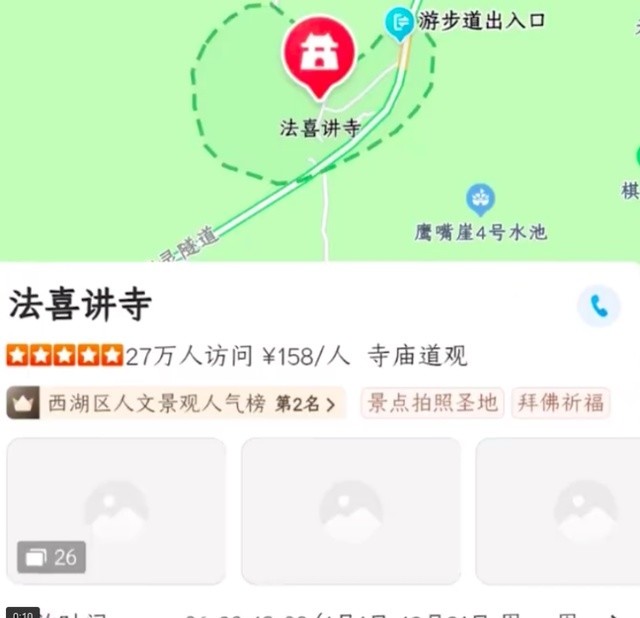 游步道出入口
法喜讲寺
棋
鹰嘴崖4号水池
灵隧道
法喜讲寺
27万人访问 ¥158/人 寺庙道观
西湖区人文景观人气榜 第2名 >
景点拍照圣地
拜佛祈福
26
0:10